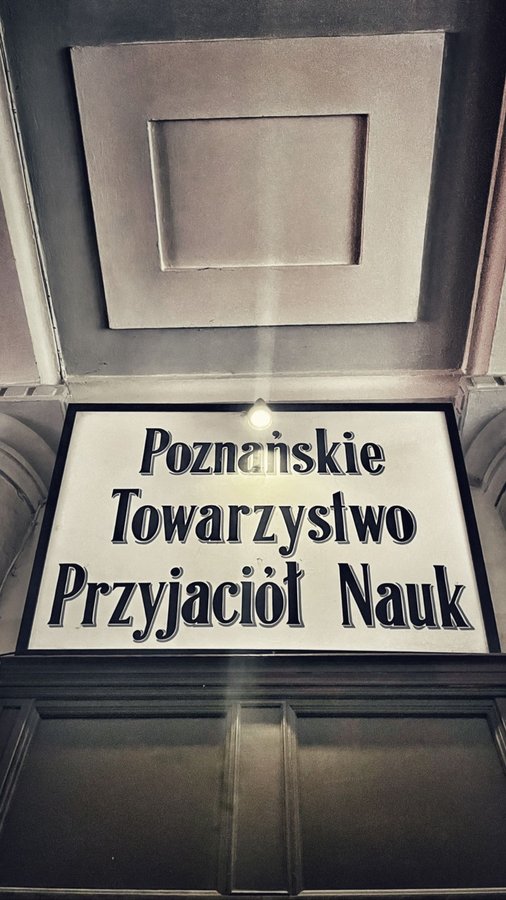 Poznańskie
Towarzystwo
Przyjaciół Nauk